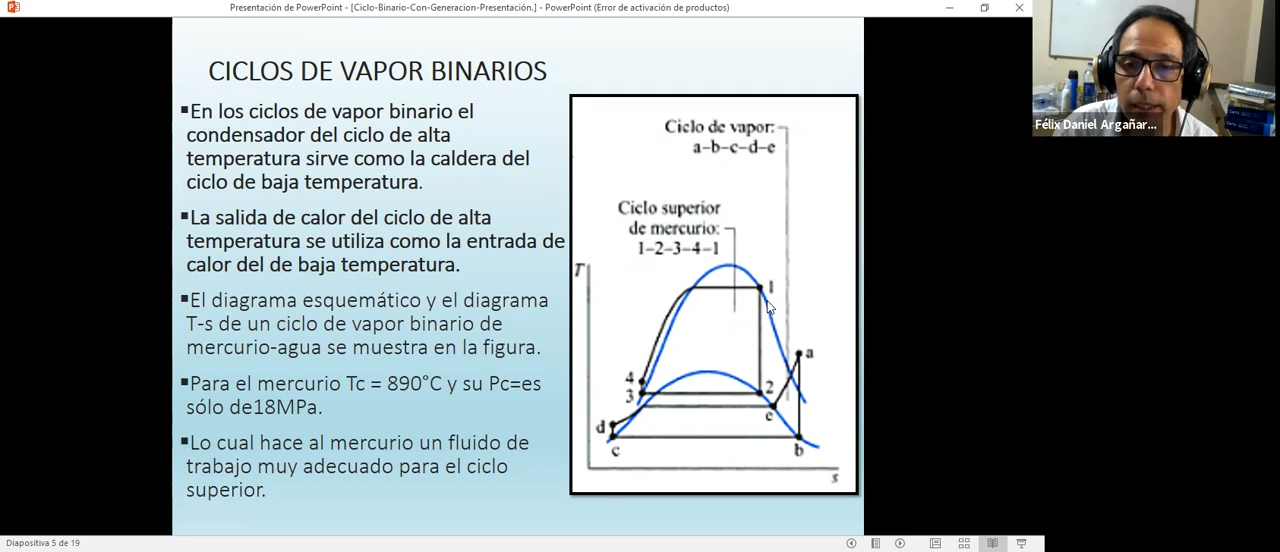 Presentación de PowerPoint - [Ciclo-Binario-Con-Generacion-Presentación.] - PowerPoint (Error de activación de productos)
CICLOS DE VAPOR BINARIOS
▪En los ciclos de vapor binario el
condensador del ciclo de alta
temperatura sirve como la caldera del
ciclo de baja temperatura.
▪La salida de calor del ciclo de alta
temperatura se utiliza como la entrada de
calor del de baja temperatura.
▪El diagrama esquemático y el diagrama
T-s de un ciclo de vapor binario de
mercurio-agua se muestra en la figura.
▪Para el mercurio Tc = 890°C y su Pc=es
sólo de18MPa.
▪Lo cual hace al mercurio un fluido de
trabajo muy adecuado para el ciclo
superior.
Ciclo de vapor:
a-b-c-d-e
Ciclo superior
de mercurio:
1-2-3-4-1
T
1
a
4
3
2
e
d
c
b
s
Félix Daniel Argañar...
Diapositiva 5 de 19